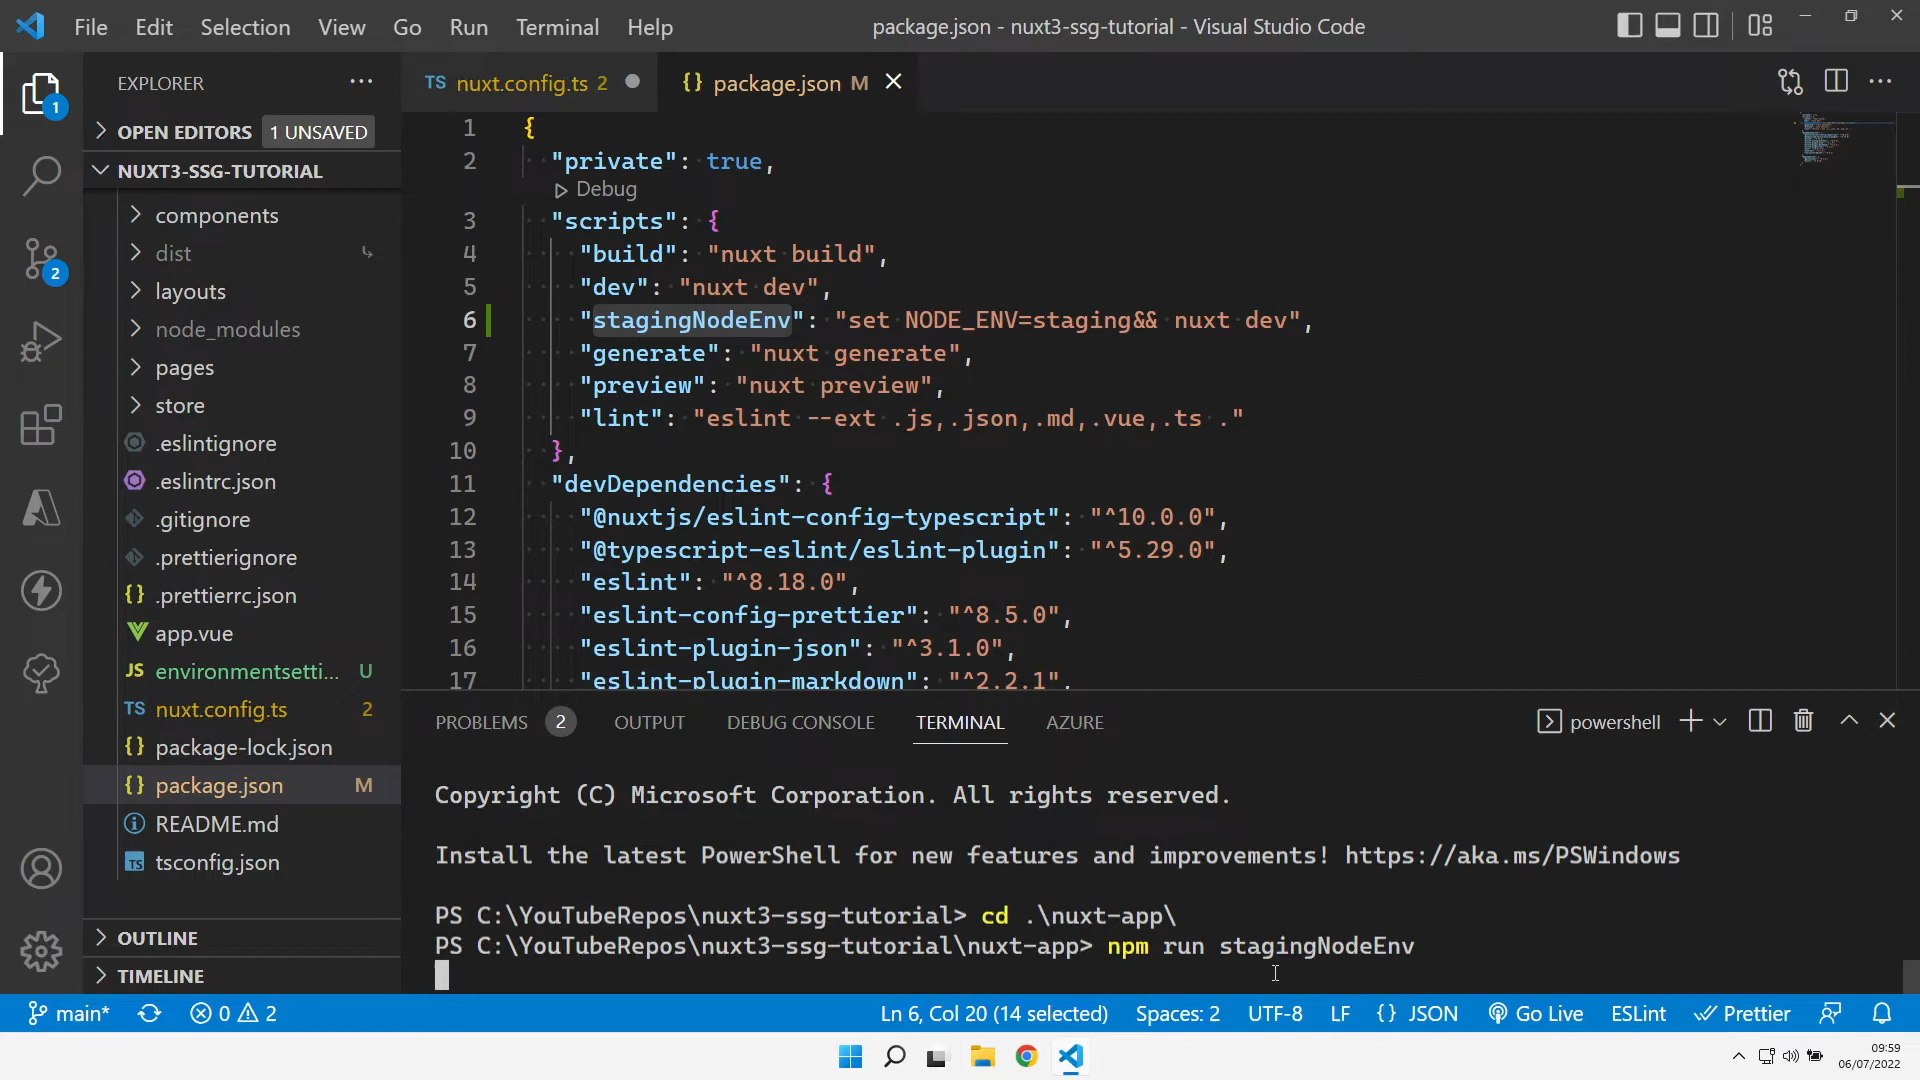 File Edit Selection View Go Run Terminal Help
package.json - nuxt3-ssg-tutorial - Visual Studio Code
EXPLORER
TS nuxt.config.ts 2
{} package.json M
OPEN EDITORS 1 UNSAVED
NUXT3-SSG-TUTORIAL
components
dist
layouts
node_modules
pages
store
.eslintignore
.eslintrc.json
.gitignore
.prettierignore
{} .prettierrc.json
app.vue
JS environmentsetti... U
TS nuxt.config.ts 2
{} package-lock.json
{} package.json M
README.md
TS tsconfig.json
OUTLINE
TIMELINE
1
2
1 {
2 "private": true,
Debug
3 "scripts": {
4 "build": "nuxt build",
5 "dev": "nuxt dev",
6 "stagingNodeEnv": "set NODE_ENV=staging&& nuxt dev",
7 "generate": "nuxt generate",
8 "preview": "nuxt preview",
9 "lint": "eslint --ext .js,.json,.md,.vue,.ts ."
10 },
11 "devDependencies": {
12 "@nuxtjs/eslint-config-typescript": "^10.0.0",
13 "@typescript-eslint/eslint-plugin": "^5.29.0",
14 "eslint": "^8.18.0",
15 "eslint-config-prettier": "^8.5.0",
16 "eslint-plugin-json": "^3.1.0",
17 "eslint-plugin-markdown": "^2.2.1",
PROBLEMS 2 OUTPUT DEBUG CONSOLE TERMINAL AZURE
powershell
Copyright (C) Microsoft Corporation. All rights reserved.
Install the latest PowerShell for new features and improvements! https://aka.ms/PSWindows
PS C:\YouTubeRepos\nuxt3-ssg-tutorial> cd .\nuxt-app\
PS C:\YouTubeRepos\nuxt3-ssg-tutorial\nuxt-app> npm run stagingNodeEnv
main* 0 2
Ln 6, Col 20 (14 selected) Spaces: 2 UTF-8 LF {} JSON Go Live ESLint Prettier
09:59
06/07/2022